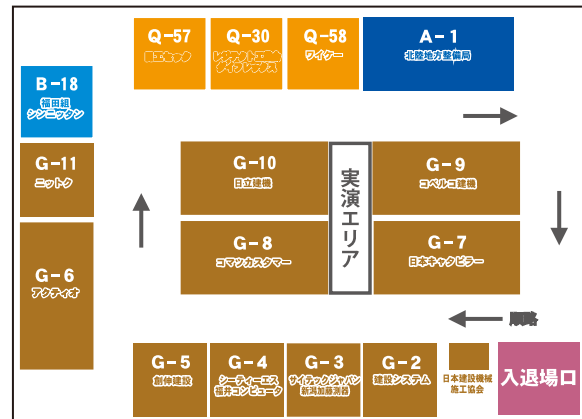 Q-57
Q-30
Q-58
ワイケー
A-1
北陸地方整備局
B-18
福田組
シンニッタン
G-11
ニットク
G-10
日立建機
G-9
コベルコ建機
実演エリア
G-8
コマツカスタマー
G-7
日本キャタピラー
G-6
アクティオ
順路
G-5
創伸建設
G-4
シーティーエス
福井コンピュータ
G-3
サイテックジャパン
新潟加藤測器
G-2
建設システム
日本建設機械
施工協会
入退場口